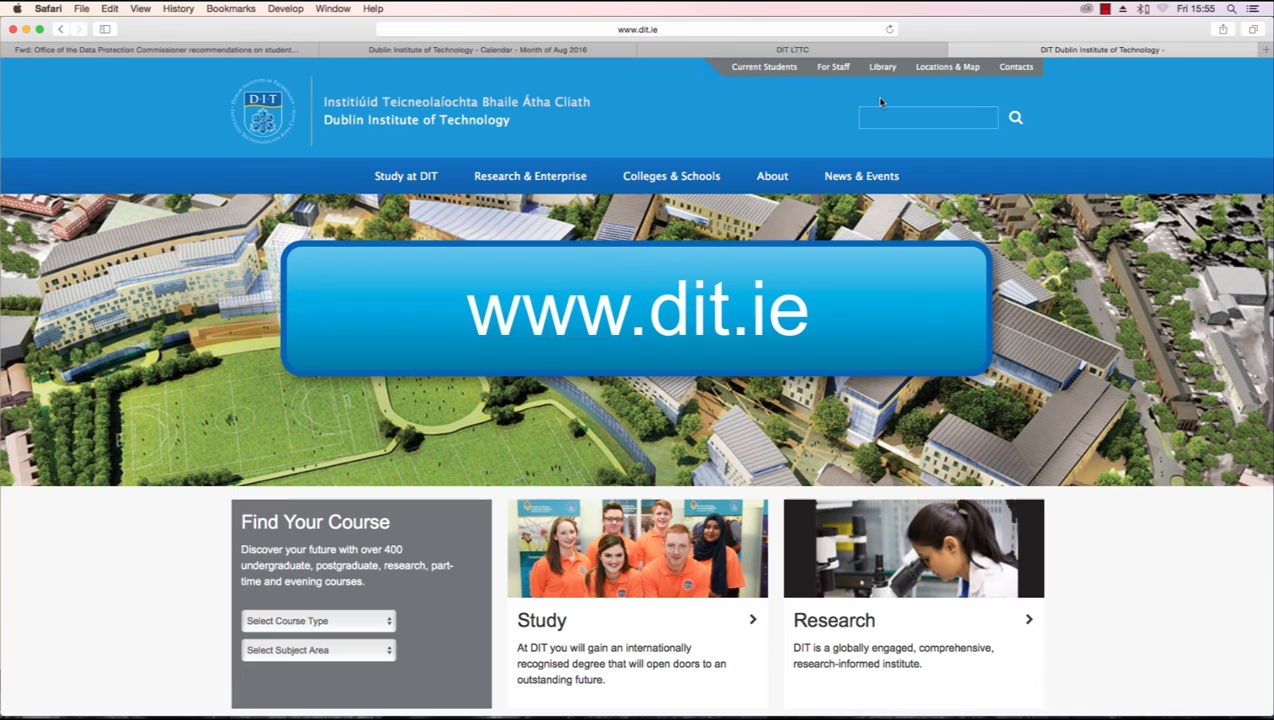 Safari File Edit View History Bookmarks Develop Window Help Fri 15:55
www.dit.ie
Fwd: Office of the Data Protection Commissioner recommendations on student...
Dublin Institute of Technology - Calendar - Month of Aug 2016
DIT LTTC
DIT Dublin Institute of Technology -
Current Students For Staff Library Locations & Map Contacts
DIT
Institiúid Teicneolaíochta Bhaile Átha Cliath
Dublin Institute of Technology
Study at DIT Research & Enterprise Colleges & Schools About News & Events
www.dit.ie
Find Your Course
Discover your future with over 400
undergraduate, postgraduate, research, part-
time and evening courses.
Select Course Type
Select Subject Area
Study
At DIT you will gain an internationally
recognised degree that will open doors to an
outstanding future.
Research
DIT is a globally engaged, comprehensive,
research-informed institute.